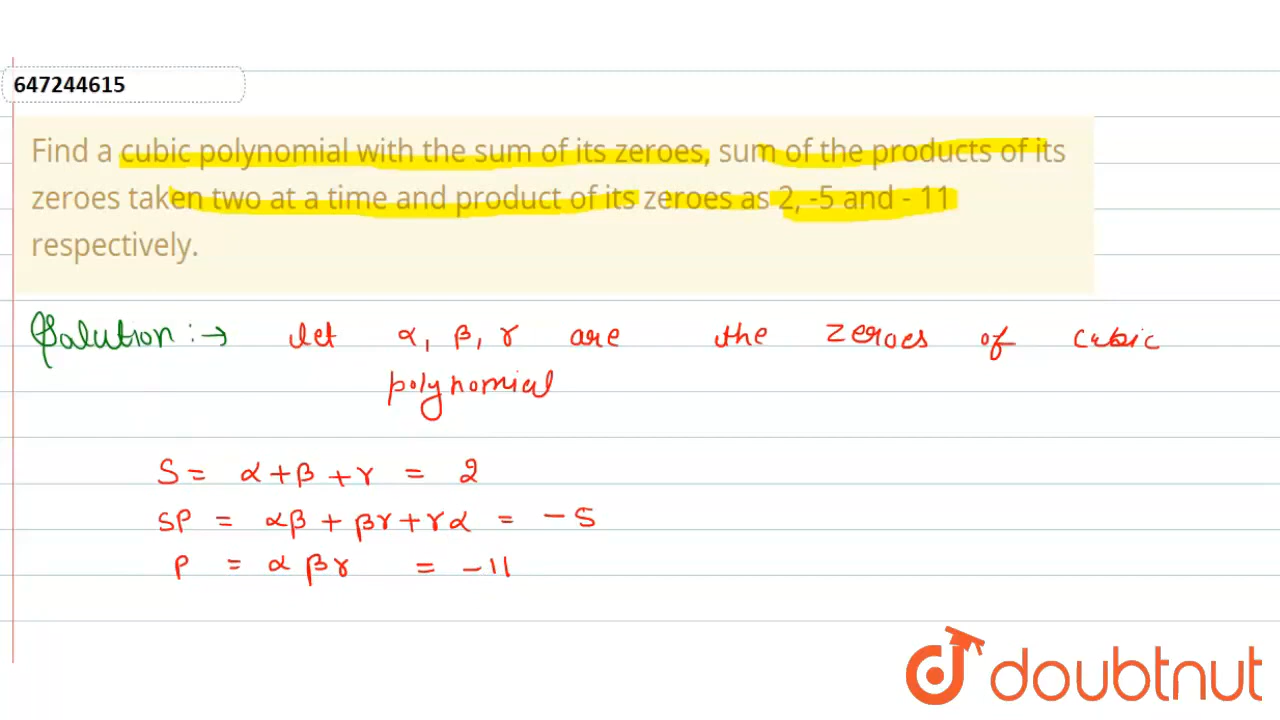 647244615
Find a cubic polynomial with the sum of its zeroes, sum of the products of its
zeroes taken two at a time and product of its zeroes as 2, -5 and - 11
respectively.
Solution :→ let α, β, γ are the zeroes of cubic
polynomial
S = α + β + γ = 2
SP = αβ + βγ + γα = - 5
P = α β γ = - 11
doubtnut